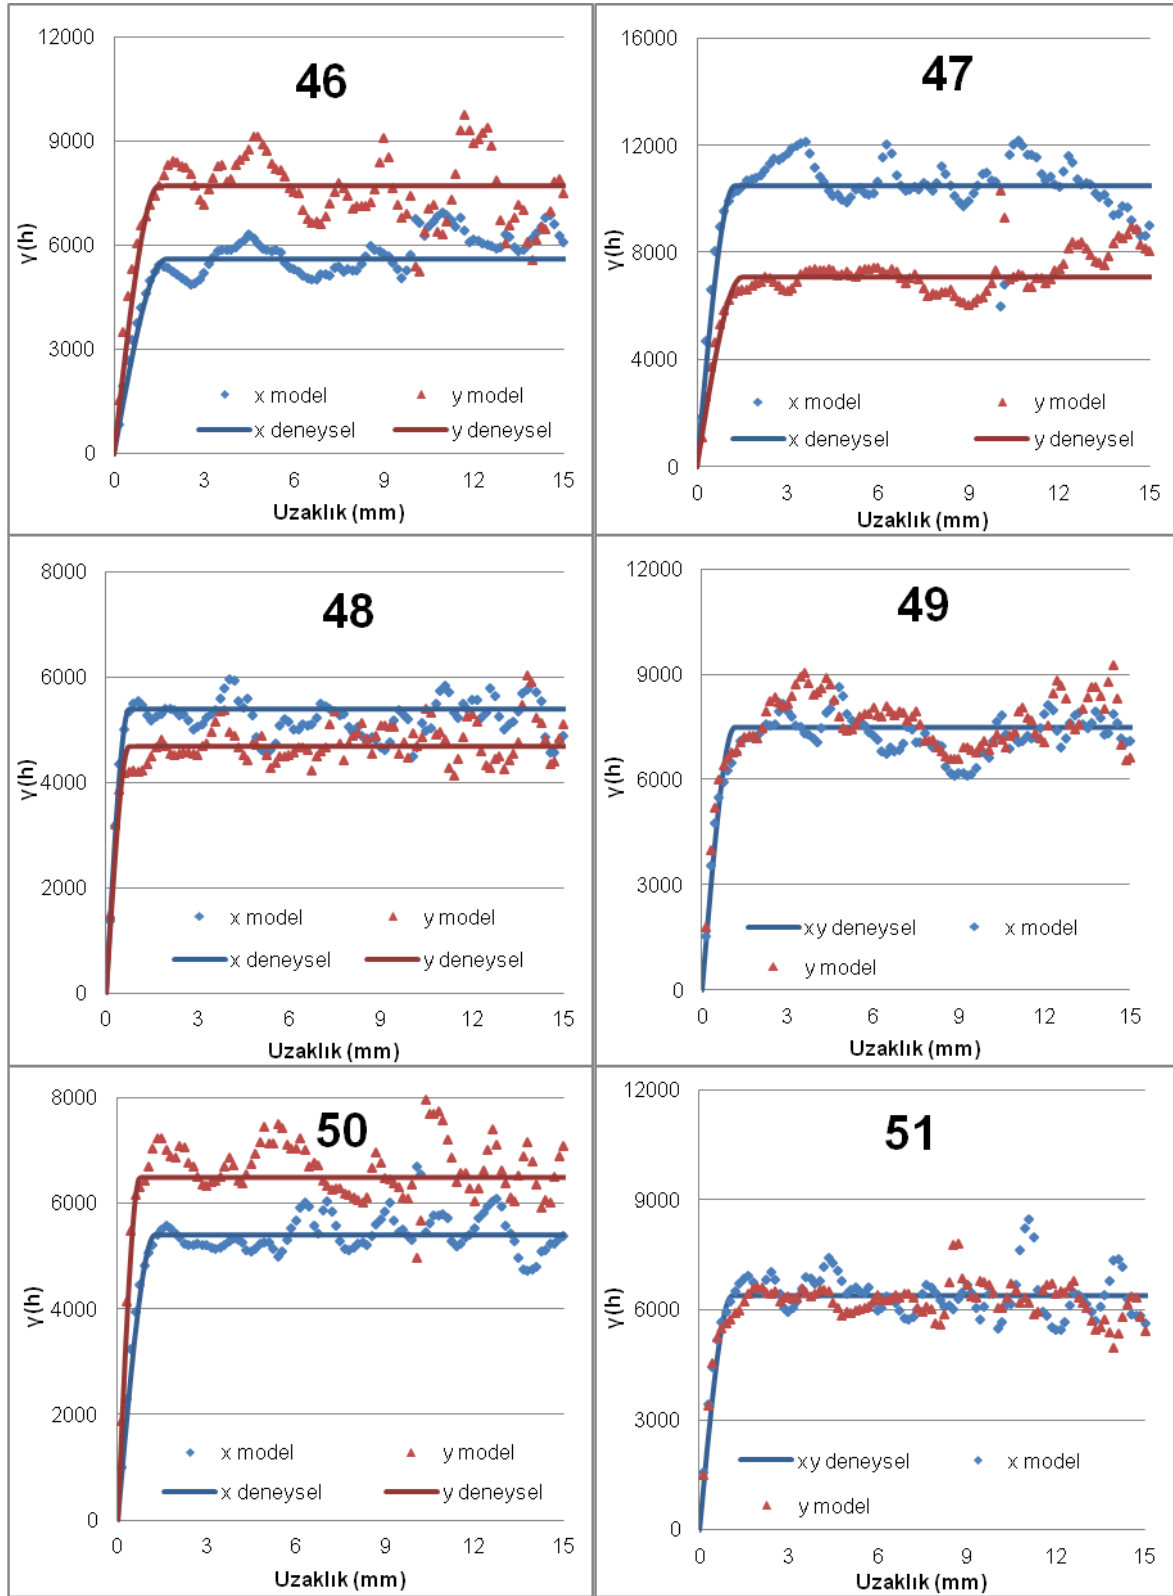 46
12000
9000
6000
3000
0
γ(h)
x model
y model
x deneysel
y deneysel
0 3 6 9 12 15
Uzaklık (mm)
47
16000
12000
8000
4000
0
γ(h)
x model
y model
x deneysel
y deneysel
0 3 6 9 12 15
Uzaklık (mm)
48
8000
6000
4000
2000
0
γ(h)
x model
y model
x deneysel
y deneysel
0 3 6 9 12 15
Uzaklık (mm)
49
12000
9000
6000
3000
0
γ(h)
xy deneysel
x model
y model
0 3 6 9 12 15
Uzaklık (mm)
50
8000
6000
4000
2000
0
γ(h)
x model
y model
x deneysel
y deneysel
0 3 6 9 12 15
Uzaklık (mm)
51
12000
9000
6000
3000
0
γ(h)
xy deneysel
x model
y model
0 3 6 9 12 15
Uzaklık (mm)